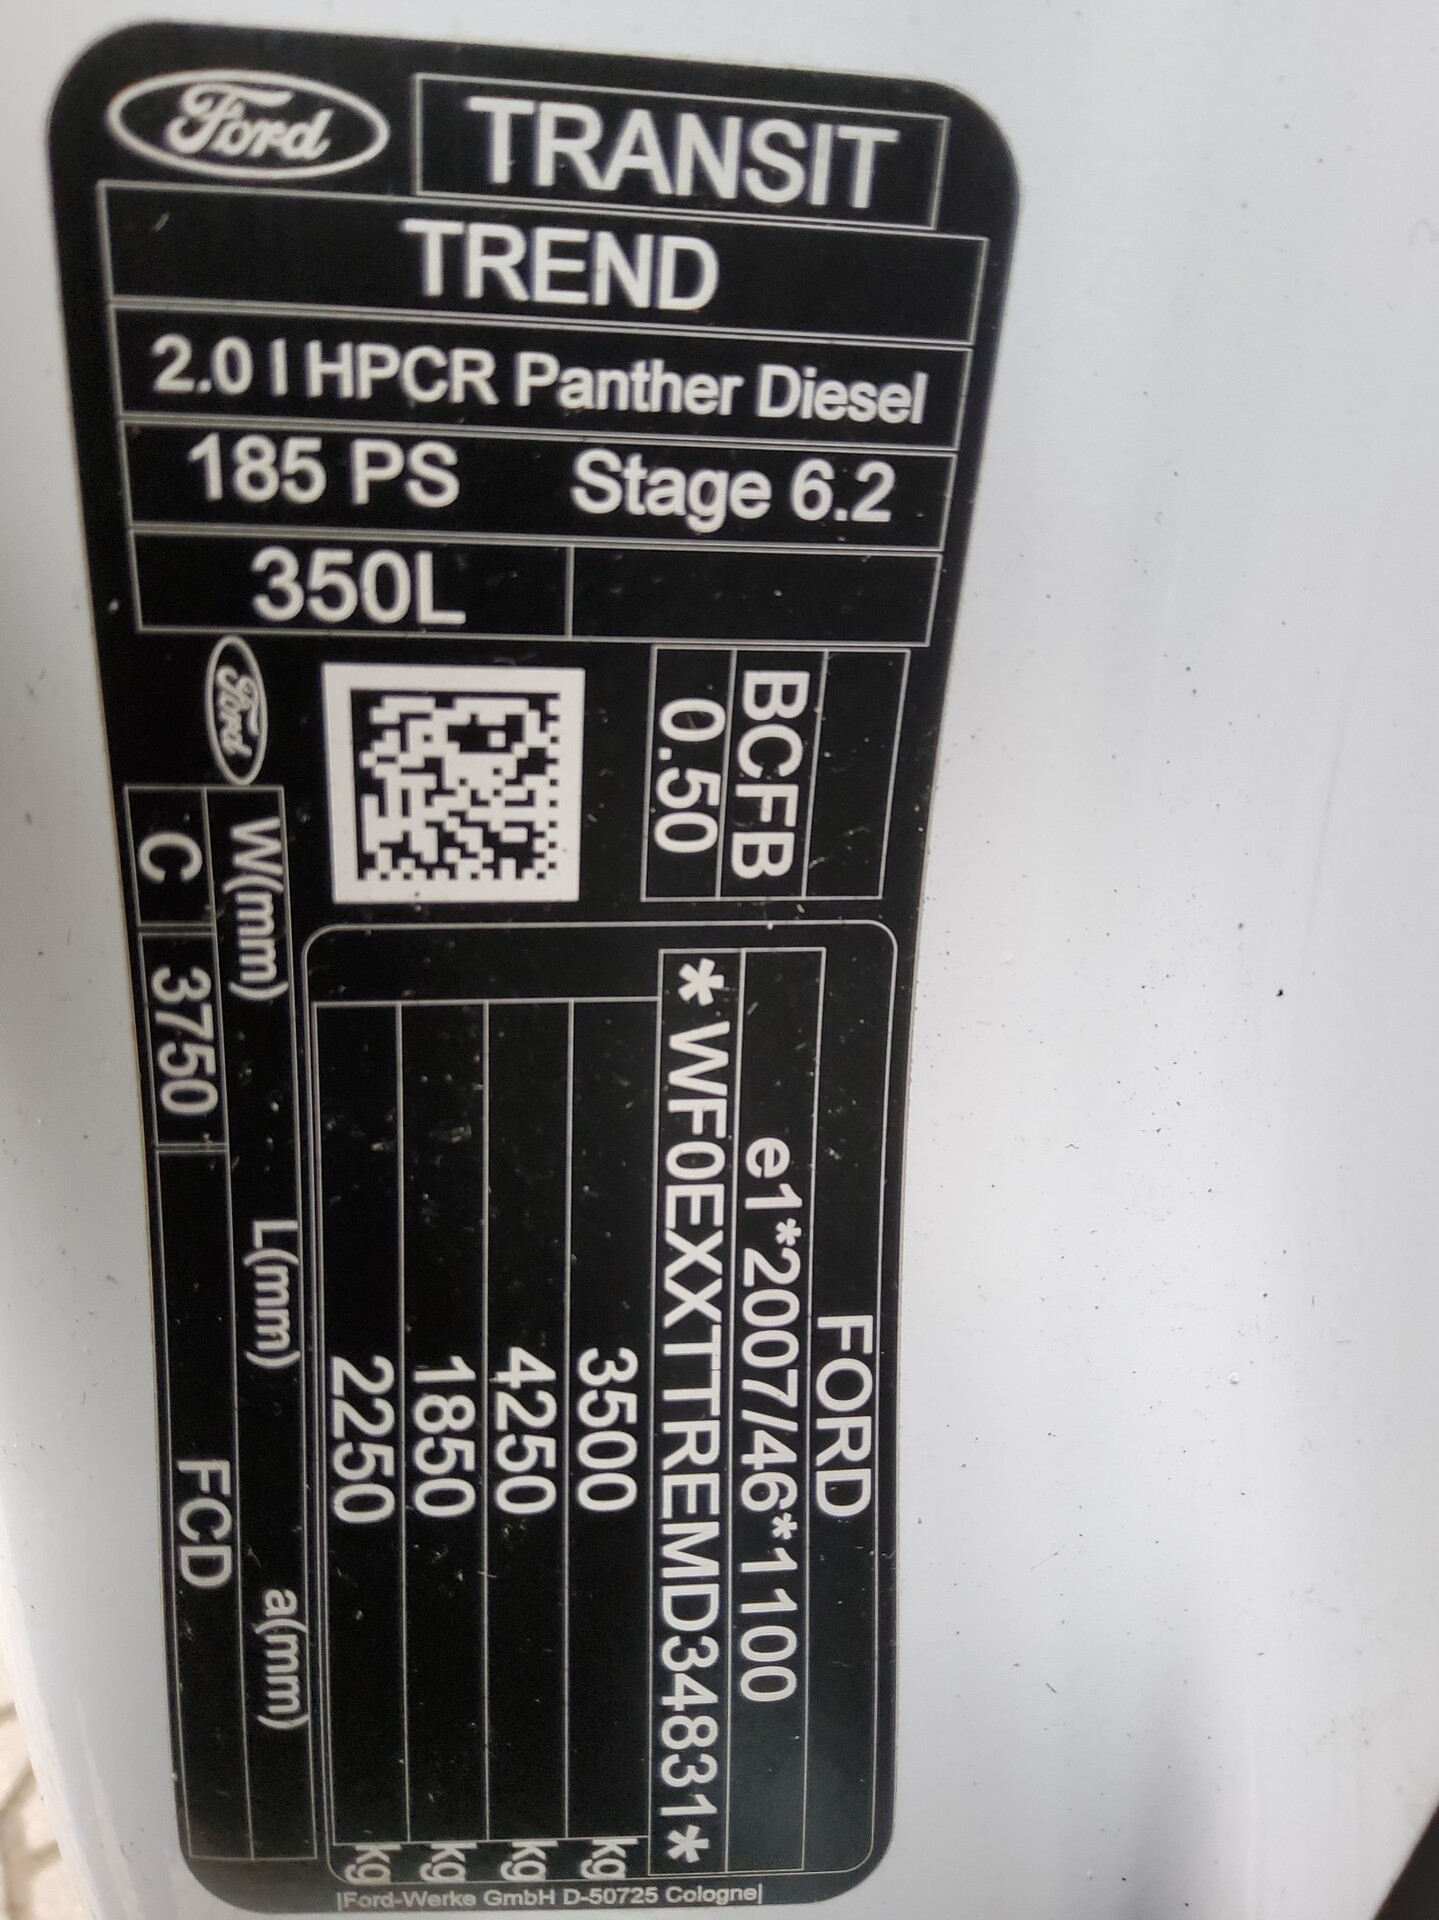 Ford
TRANSIT
TREND
2.0 l HPCR Panther Diesel
185 PS Stage 6.2
350L
BCFB
0.50
Ford
FORD
e1*2007/46*1100
*WF0EXXTTREMD34831*
3500 kg
4250 kg
1850 kg
2250 kg
W(mm) L(mm) a(mm)
C 3750 FCD
|Ford-Werke GmbH D-50725 Cologne|